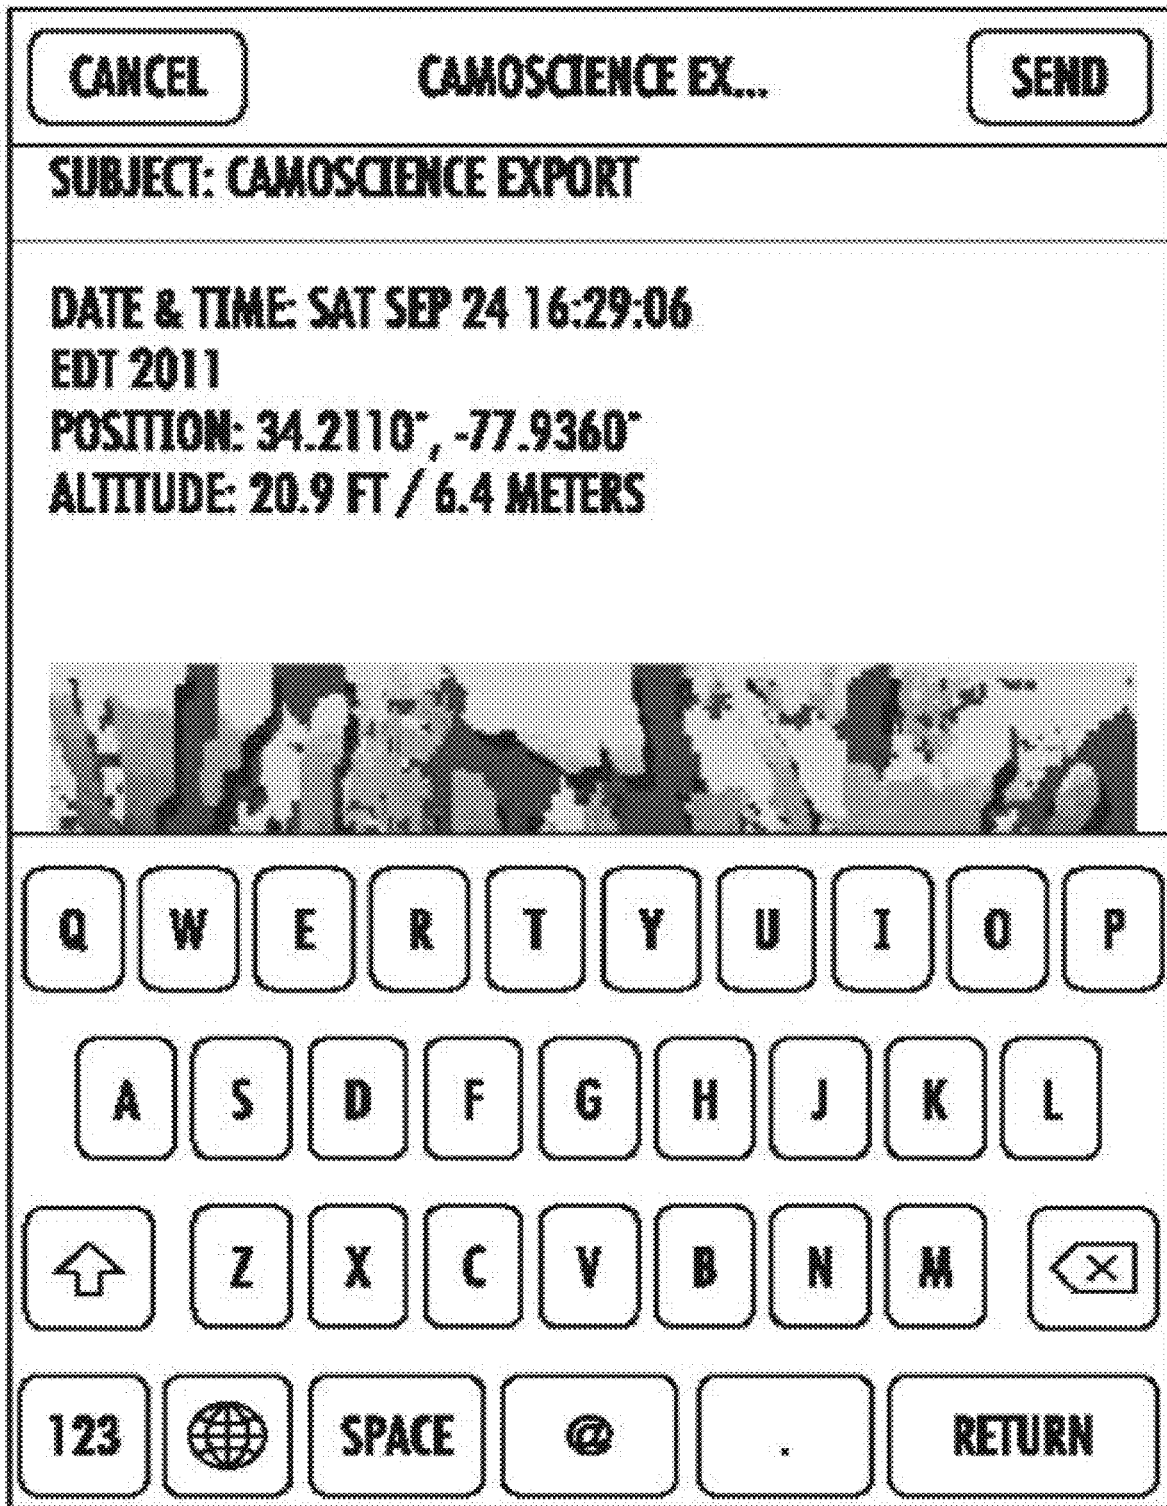 CANCEL CAMOSCIENCE EX... SEND
SUBJECT: CAMOSCIENCE EXPORT
DATE & TIME: SAT SEP 24 16:29:06
EDT 2011
POSITION: 34.2110°, -77.9360°
ALTITUDE: 20.9 FT / 6.4 METERS
Q W E R T Y U I O P
A S D F G H J K L
Z X C V B N M
123 SPACE @ . RETURN